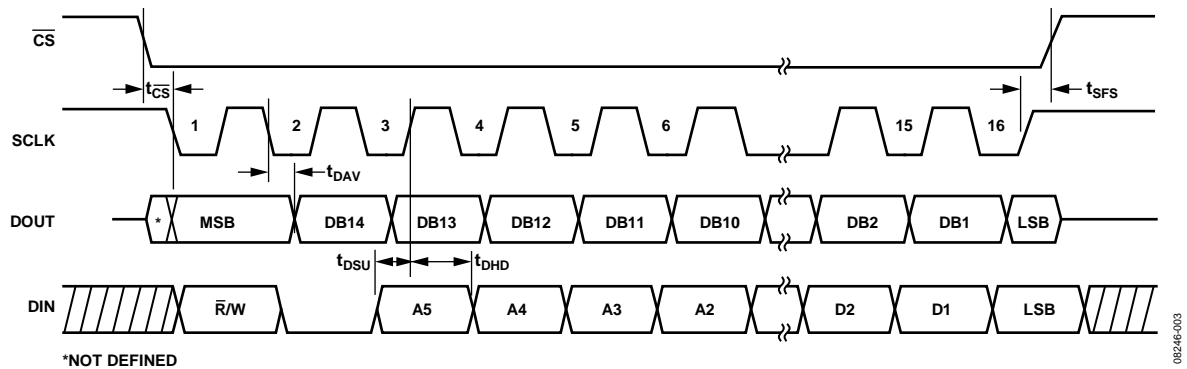 CS
tCS
tSFS
SCLK
1 2 3 4 5 6 15 16
tDAV
DOUT
* MSB DB14 DB13 DB12 DB11 DB10 DB2 DB1 LSB
tDSU tDHD
DIN
R/W A5 A4 A3 A2 D2 D1 LSB
*NOT DEFINED
08246-003